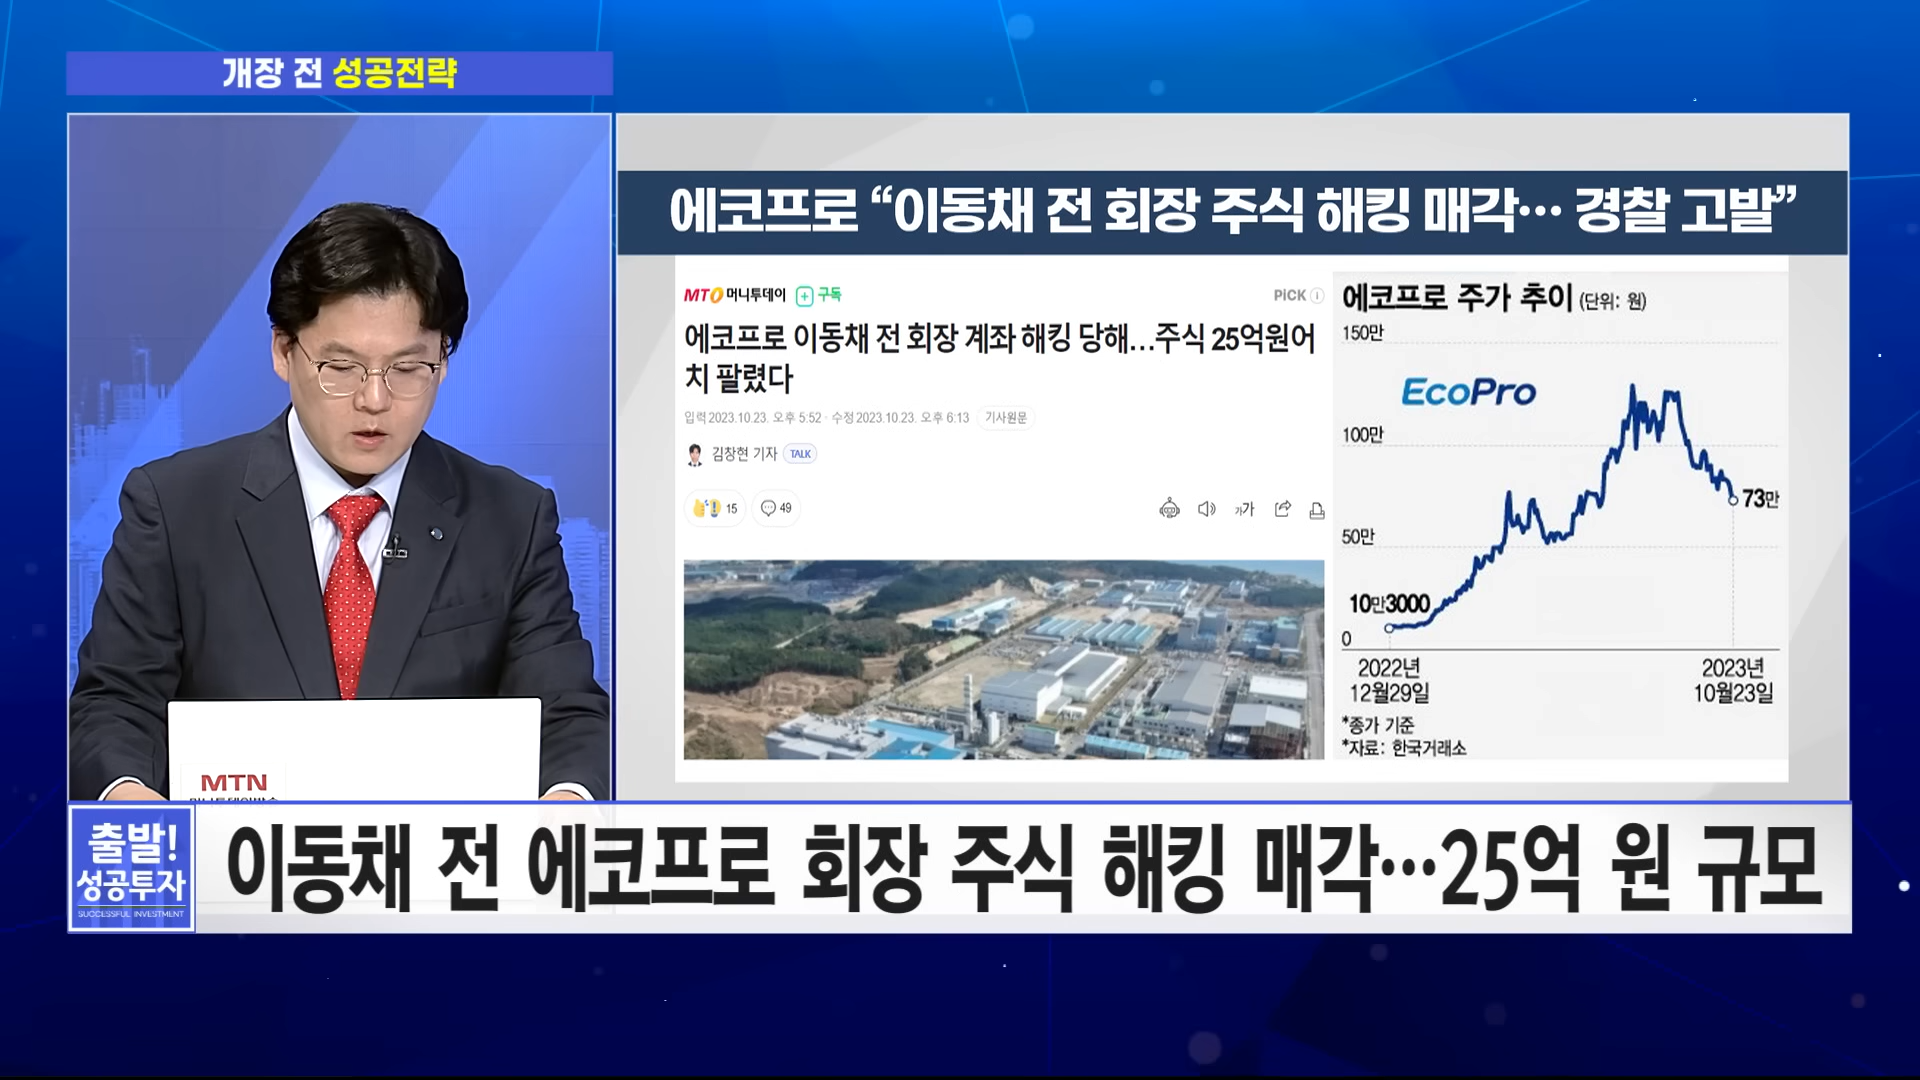 개장 전 성공전략
에코프로 “이동채 전 회장 주식 해킹 매각… 경찰 고발”
MTO 머니투데이 구독
PiCK
에코프로 이동채 전 회장 계좌 해킹 당해…주식 25억원어
치 팔렸다
입력 2023.10.23. 오후 5:52 · 수정 2023.10.23. 오후 6:13 기사원문
김창현 기자 TALK
15 49
가가
에코프로 주가 추이 (단위: 원)
150만
EcoPro
100만
73만
50만
10만3000
0
2022년
12월29일
2023년
10월23일
*종가 기준
*자료: 한국거래소
MTN
머니투데이방송
출발!
성공투자
SUCCESSFUL INVESTMENT
이동채 전 에코프로 회장 주식 해킹 매각…25억 원 규모